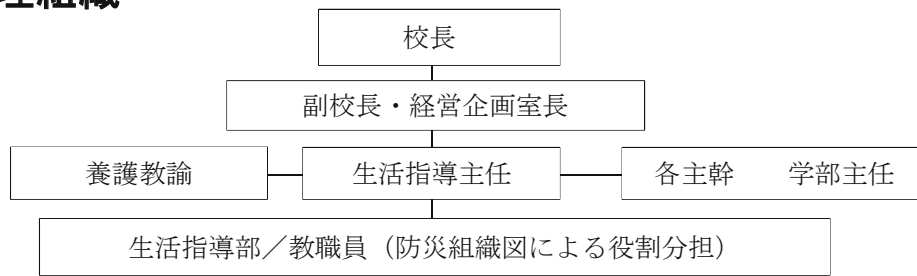 校長
副校長・経営企画室長
養護教諭 生活指導主任 各主幹 学部主任
生活指導部／教職員（防災組織図による役割分担）